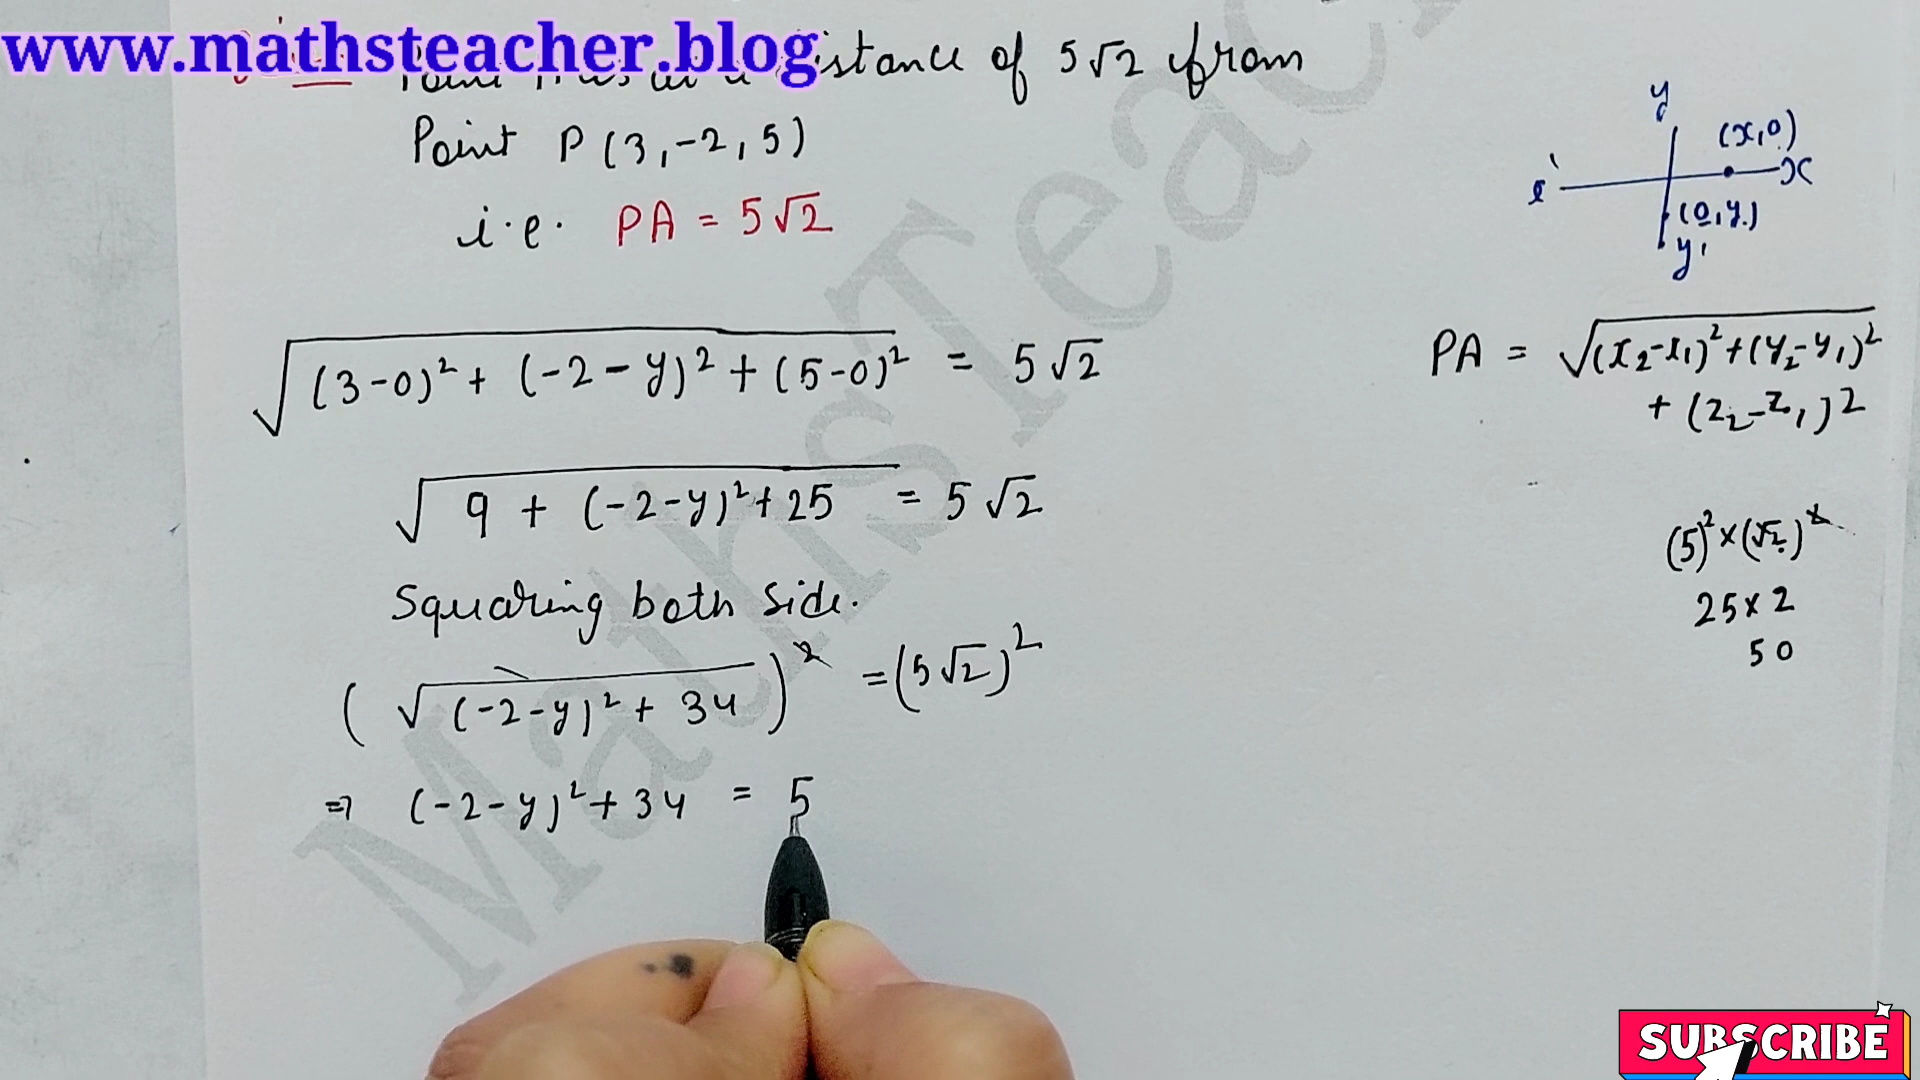 www.mathsteacher.blog
distance of 5√2 from
Point P(3,-2,5)
i.e. PA = 5√2
√(3-0)² + (-2-y)² + (5-0)² = 5√2
√9 + (-2-y)² + 25 = 5√2
Squaring both side.
(√(-2-y)² + 34)² = (5√2)²
⇒ (-2-y)² + 34 = 5
y
(x,0)
x
(0,y)
y'
PA = √(x₂-x₁)² + (y₂-y₁)²
+ (z₂-z₁)²
(5)² × (√2)²
25 × 2
50
MathsTeac
SUBSCRIBE